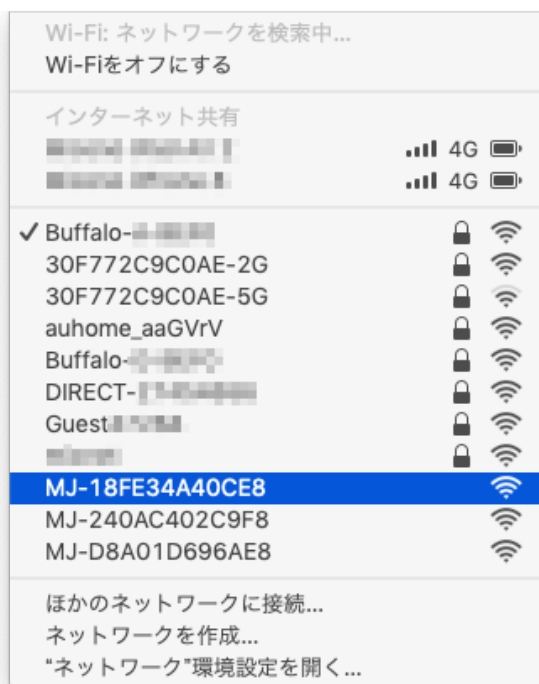 Wi-Fi: ネットワークを検索中...
Wi-Fiをオフにする
インターネット共有
4G
4G
✓ Buffalo-
30F772C9C0AE-2G
30F772C9C0AE-5G
auhome_aaGVrV
Buffalo-
DIRECT-
Guest
MJ-18FE34A40CE8
MJ-240AC402C9F8
MJ-D8A01D696AE8
ほかのネットワークに接続...
ネットワークを作成...
“ネットワーク”環境設定を開く...